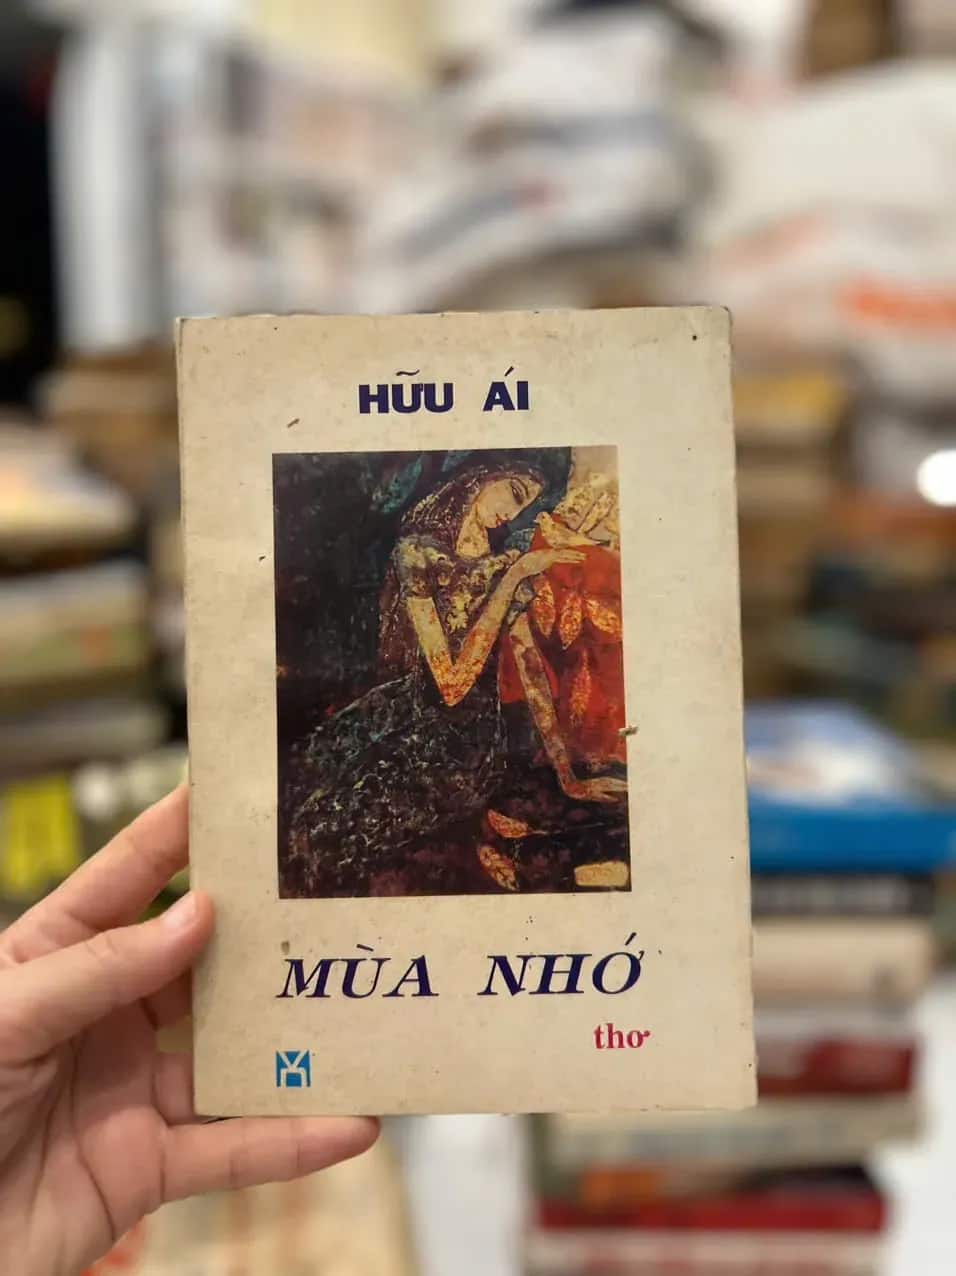 HỮU ÁI
MÙA NHỚ
thơ